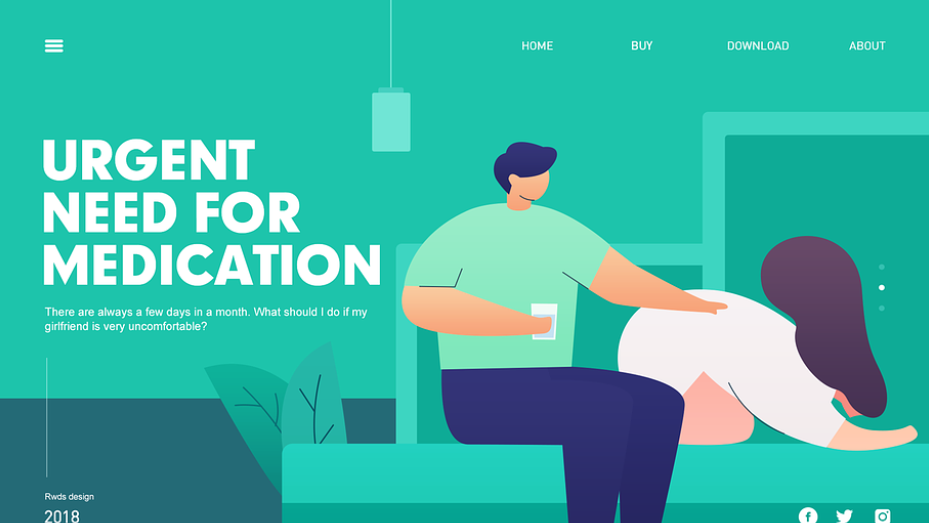 HOME BUY DOWNLOAD ABOUT
URGENT
NEED FOR
MEDICATION
There are always a few days in a month. What should I do if my
girlfriend is very uncomfortable?
Rwds design
2018